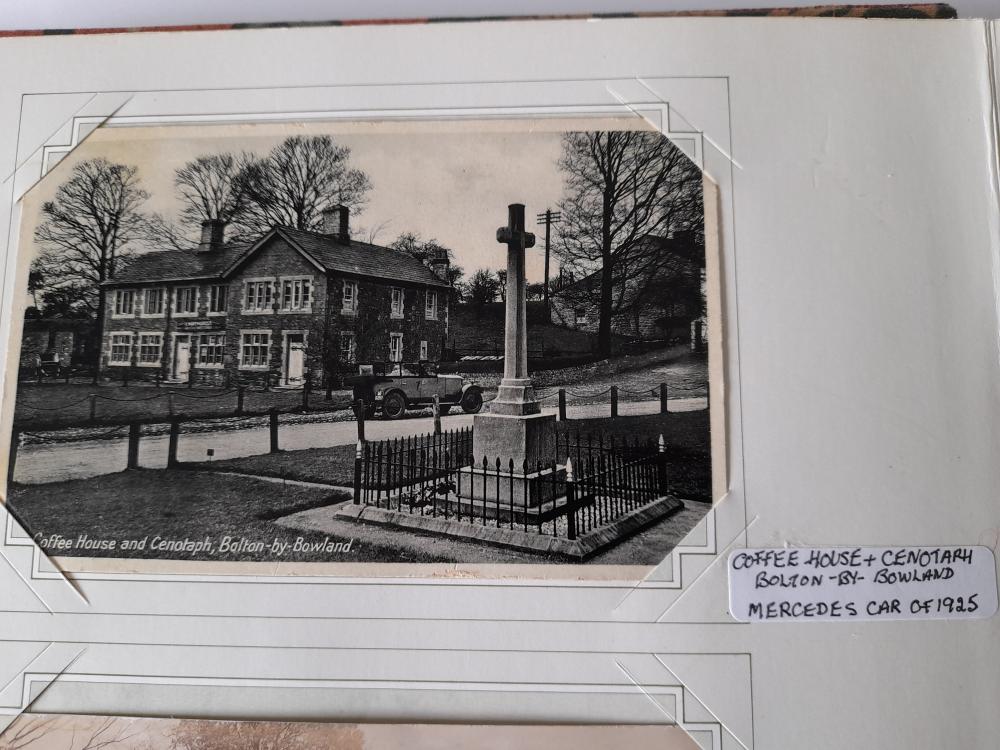 Coffee House and Cenotaph, Bolton-by-Bowland.
COFFEE HOUSE + CENOTAPH
BOLTON -BY- BOWLAND
MERCEDES CAR OF 1925